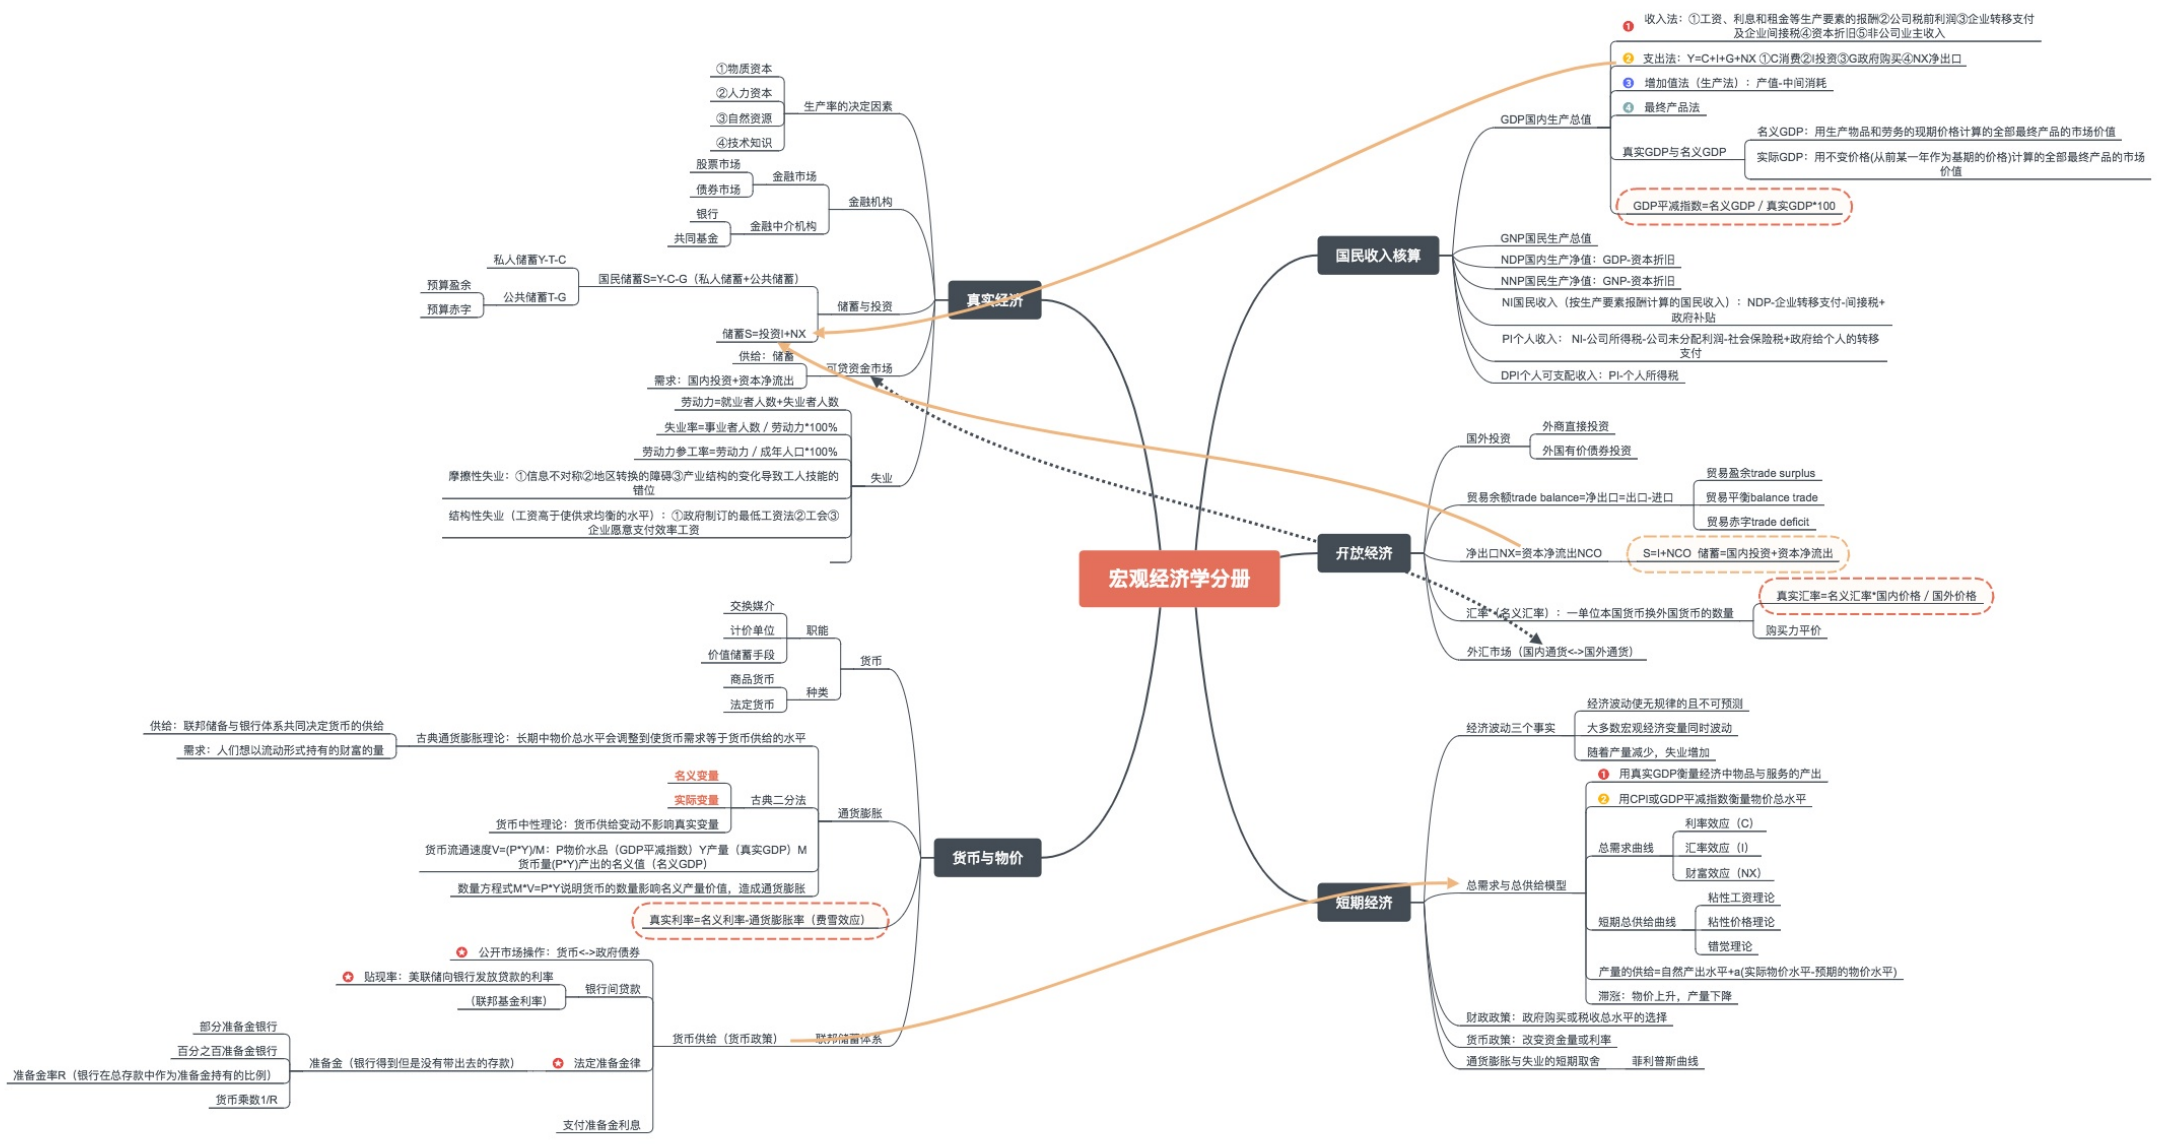 宏观经济学分册
国民收入核算
GDP国内生产总值
1 收入法：①工资、利息和租金等生产要素的报酬②公司税前利润③企业转移支付
及企业间接税④资本折旧⑤非公司业主收入
2 支出法：Y=C+I+G+NX ①C消费②I投资③G政府购买④NX净出口
3 增加值法（生产法）：产值-中间消耗
4 最终产品法
真实GDP与名义GDP
名义GDP：用生产物品和劳务的现期价格计算的全部最终产品的市场价值
实际GDP：用不变价格(从前某一年作为基期的价格)计算的全部最终产品的市场
价值
GDP平减指数=名义GDP / 真实GDP*100
GNP国民生产总值
NDP国内生产净值：GDP-资本折旧
NNP国民生产净值：GNP-资本折旧
NI国民收入（按生产要素报酬计算的国民收入）：NDP-企业转移支付-间接税+
政府补贴
PI个人收入： NI-公司所得税-公司未分配利润-社会保险税+政府给个人的转移
支付
DPI个人可支配收入：PI-个人所得税
开放经济
国外投资
外商直接投资
外国有价债券投资
贸易余额trade balance=净出口=出口-进口
贸易盈余trade surplus
贸易平衡balance trade
贸易赤字trade deficit
净出口NX=资本净流出NCO
S=I+NCO 储蓄=国内投资+资本净流出
汇率（名义汇率）：一单位本国货币换外国货币的数量
真实汇率=名义汇率*国内价格 / 国外价格
购买力平价
外汇市场（国内通货<->国外通货）
短期经济
经济波动三个事实
经济波动使无规律的且不可预测
大多数宏观经济变量同时波动
随着产量减少，失业增加
总需求与总供给模型
1 用真实GDP衡量经济中物品与服务的产出
2 用CPI或GDP平减指数衡量物价总水平
总需求曲线
利率效应（C）
汇率效应（I）
财富效应（NX）
短期总供给曲线
粘性工资理论
粘性价格理论
错觉理论
产量的供给=自然产出水平+a(实际物价水平-预期的物价水平)
滞涨：物价上升，产量下降
财政政策：政府购买或税收总水平的选择
货币政策：改变资金量或利率
通货膨胀与失业的短期取舍
菲利普斯曲线
真实经济
生产率的决定因素
①物质资本
②人力资本
③自然资源
④技术知识
金融机构
金融市场
股票市场
债券市场
金融中介机构
银行
共同基金
储蓄与投资
国民储蓄S=Y-C-G（私人储蓄+公共储蓄）
私人储蓄Y-T-C
公共储蓄T-G
预算盈余
预算赤字
储蓄S=投资I+NX
可贷资金市场
供给：储蓄
需求：国内投资+资本净流出
失业
劳动力=就业者人数+失业者人数
失业率=事业者人数 / 劳动力*100%
劳动力参工率=劳动力 / 成年人口*100%
摩擦性失业：①信息不对称②地区转换的障碍③产业结构的变化导致工人技能的
错位
结构性失业（工资高于使供求均衡的水平）：①政府制订的最低工资法②工会③
企业愿意支付效率工资
货币与物价
货币
职能
交换媒介
计价单位
价值储蓄手段
种类
商品货币
法定货币
通货膨胀
古典通货膨胀理论：长期中物价总水平会调整到使货币需求等于货币供给的水平
供给：联邦储备与银行体系共同决定货币的供给
需求：人们想以流动形式持有的财富的量
古典二分法
名义变量
实际变量
货币中性理论：货币供给变动不影响真实变量
货币流通速度V=(P*Y)/M：P物价水品（GDP平减指数）Y产量（真实GDP）M
货币量(P*Y)产出的名义值（名义GDP）
数量方程式M*V=P*Y说明货币的数量影响名义产量价值，造成通货膨胀
真实利率=名义利率-通货膨胀率（费雪效应）
联邦储蓄体系
货币供给（货币政策）
公开市场操作：货币<->政府债券
银行间贷款
贴现率：美联储向银行发放贷款的利率
（联邦基金利率）
法定准备金律
准备金（银行得到但是没有带出去的存款）
部分准备金银行
百分之百准备金银行
准备金率R（银行在总存款中作为准备金持有的比例）
货币乘数1/R
支付准备金利息